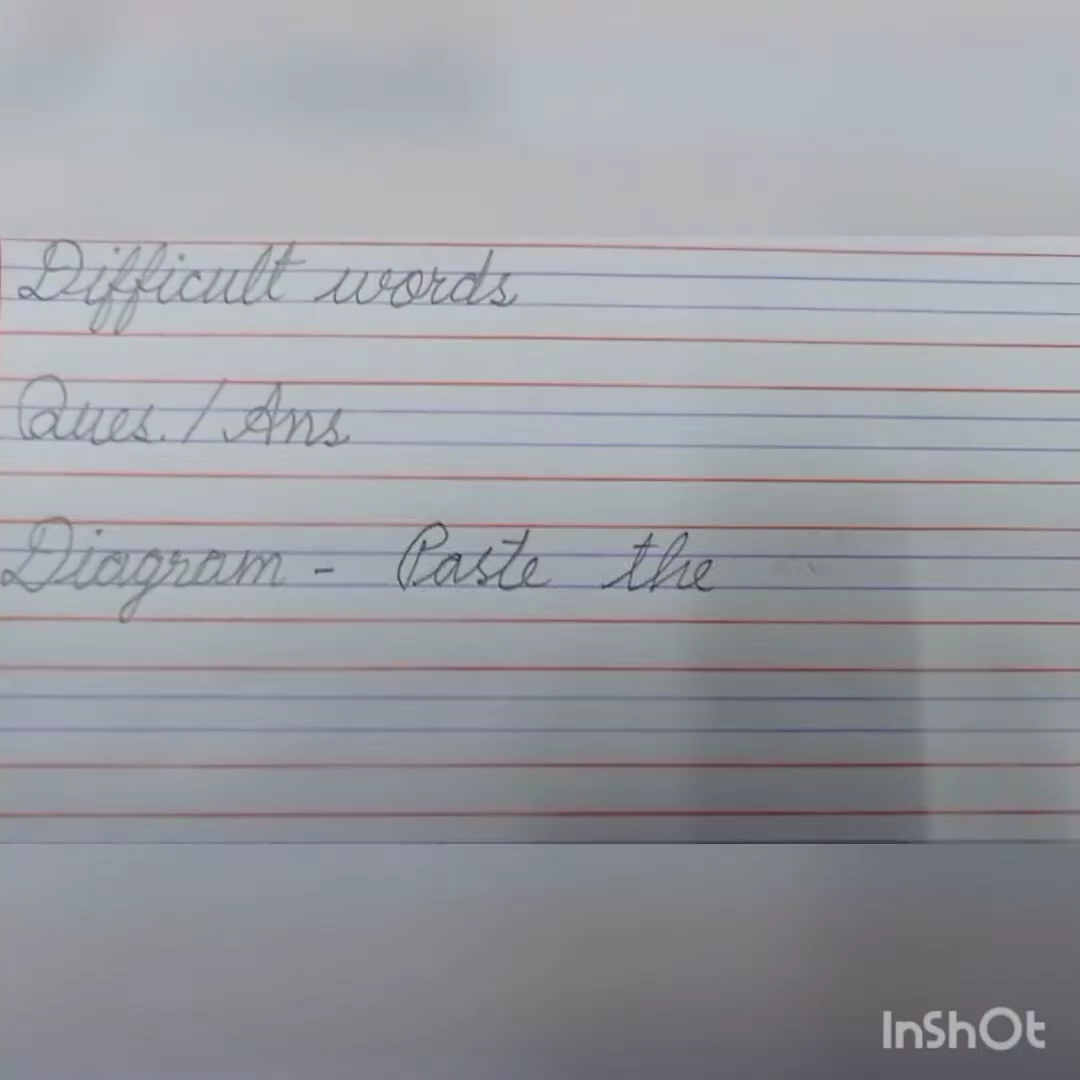 Difficult words
Ques. / Ans
Diagram - Paste the
InShOt